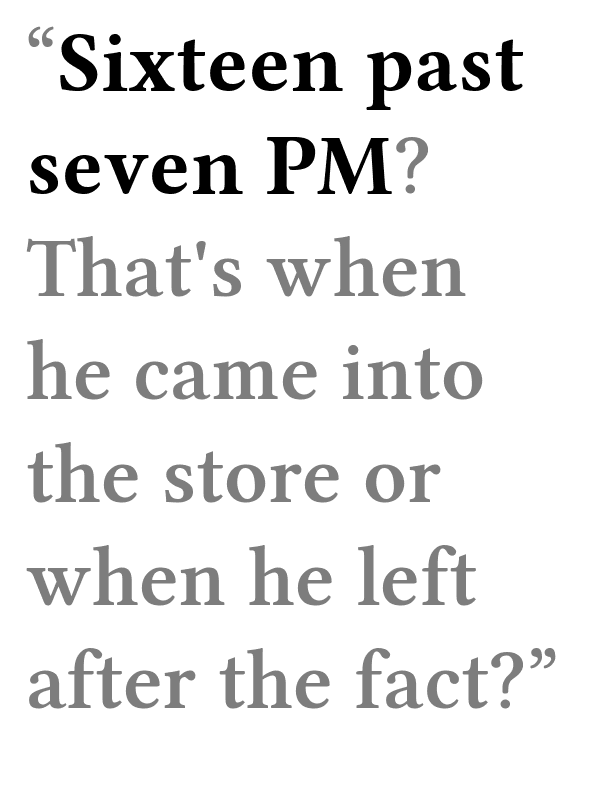 “Sixteen past
seven PM?
That's when
he came into
the store or
when he left
after the fact?”